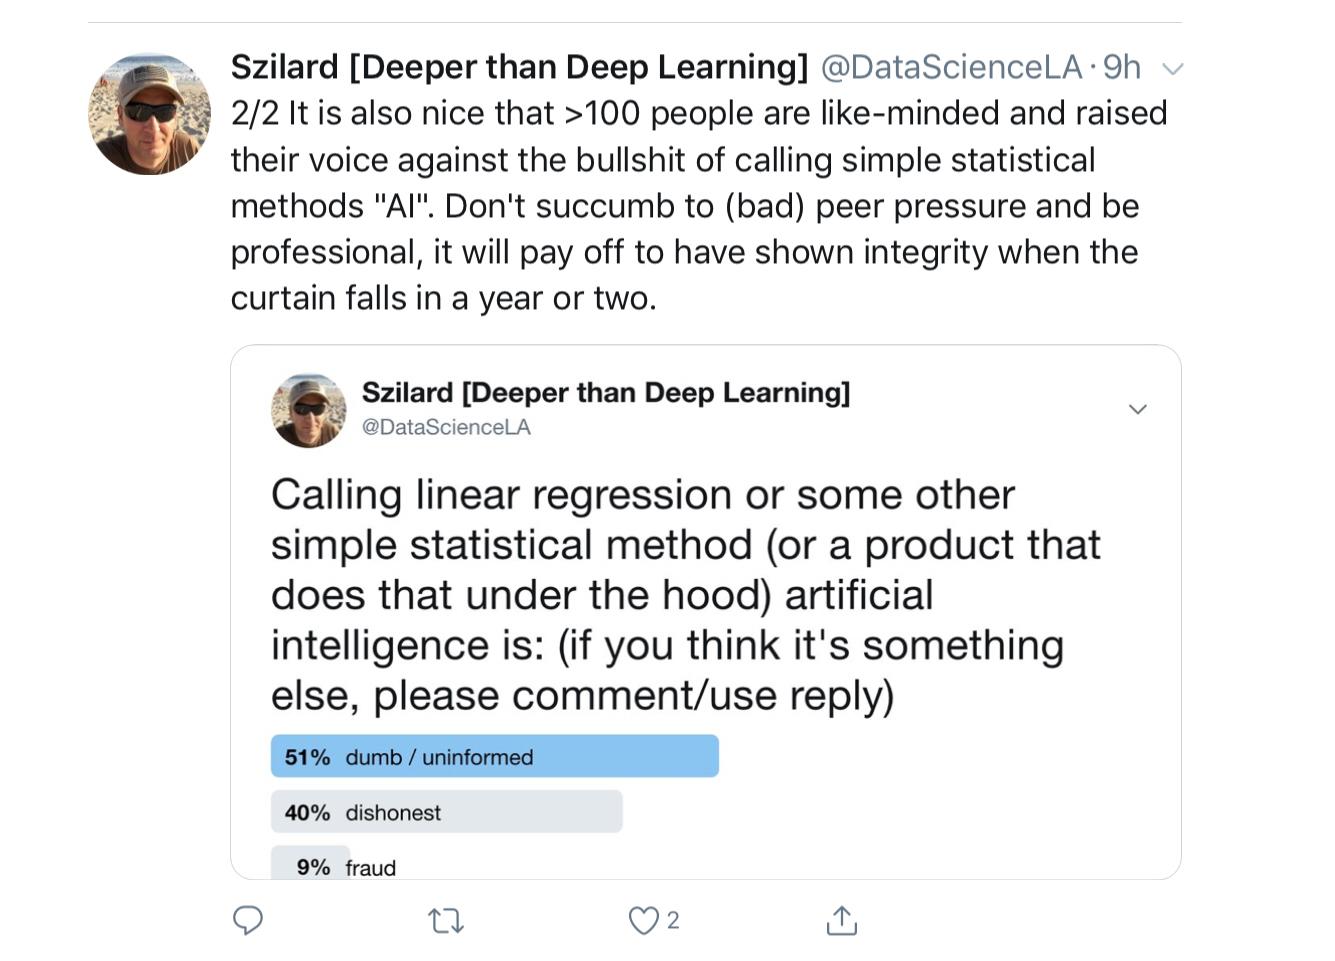 Szilard [Deeper than Deep Learning] @DataScienceLA · 9h
2/2 It is also nice that >100 people are like-minded and raised
their voice against the bullshit of calling simple statistical
methods "AI". Don't succumb to (bad) peer pressure and be
professional, it will pay off to have shown integrity when the
curtain falls in a year or two.
Szilard [Deeper than Deep Learning]
@DataScienceLA
Calling linear regression or some other
simple statistical method (or a product that
does that under the hood) artificial
intelligence is: (if you think it's something
else, please comment/use reply)
51% dumb / uninformed
40% dishonest
9% fraud
2